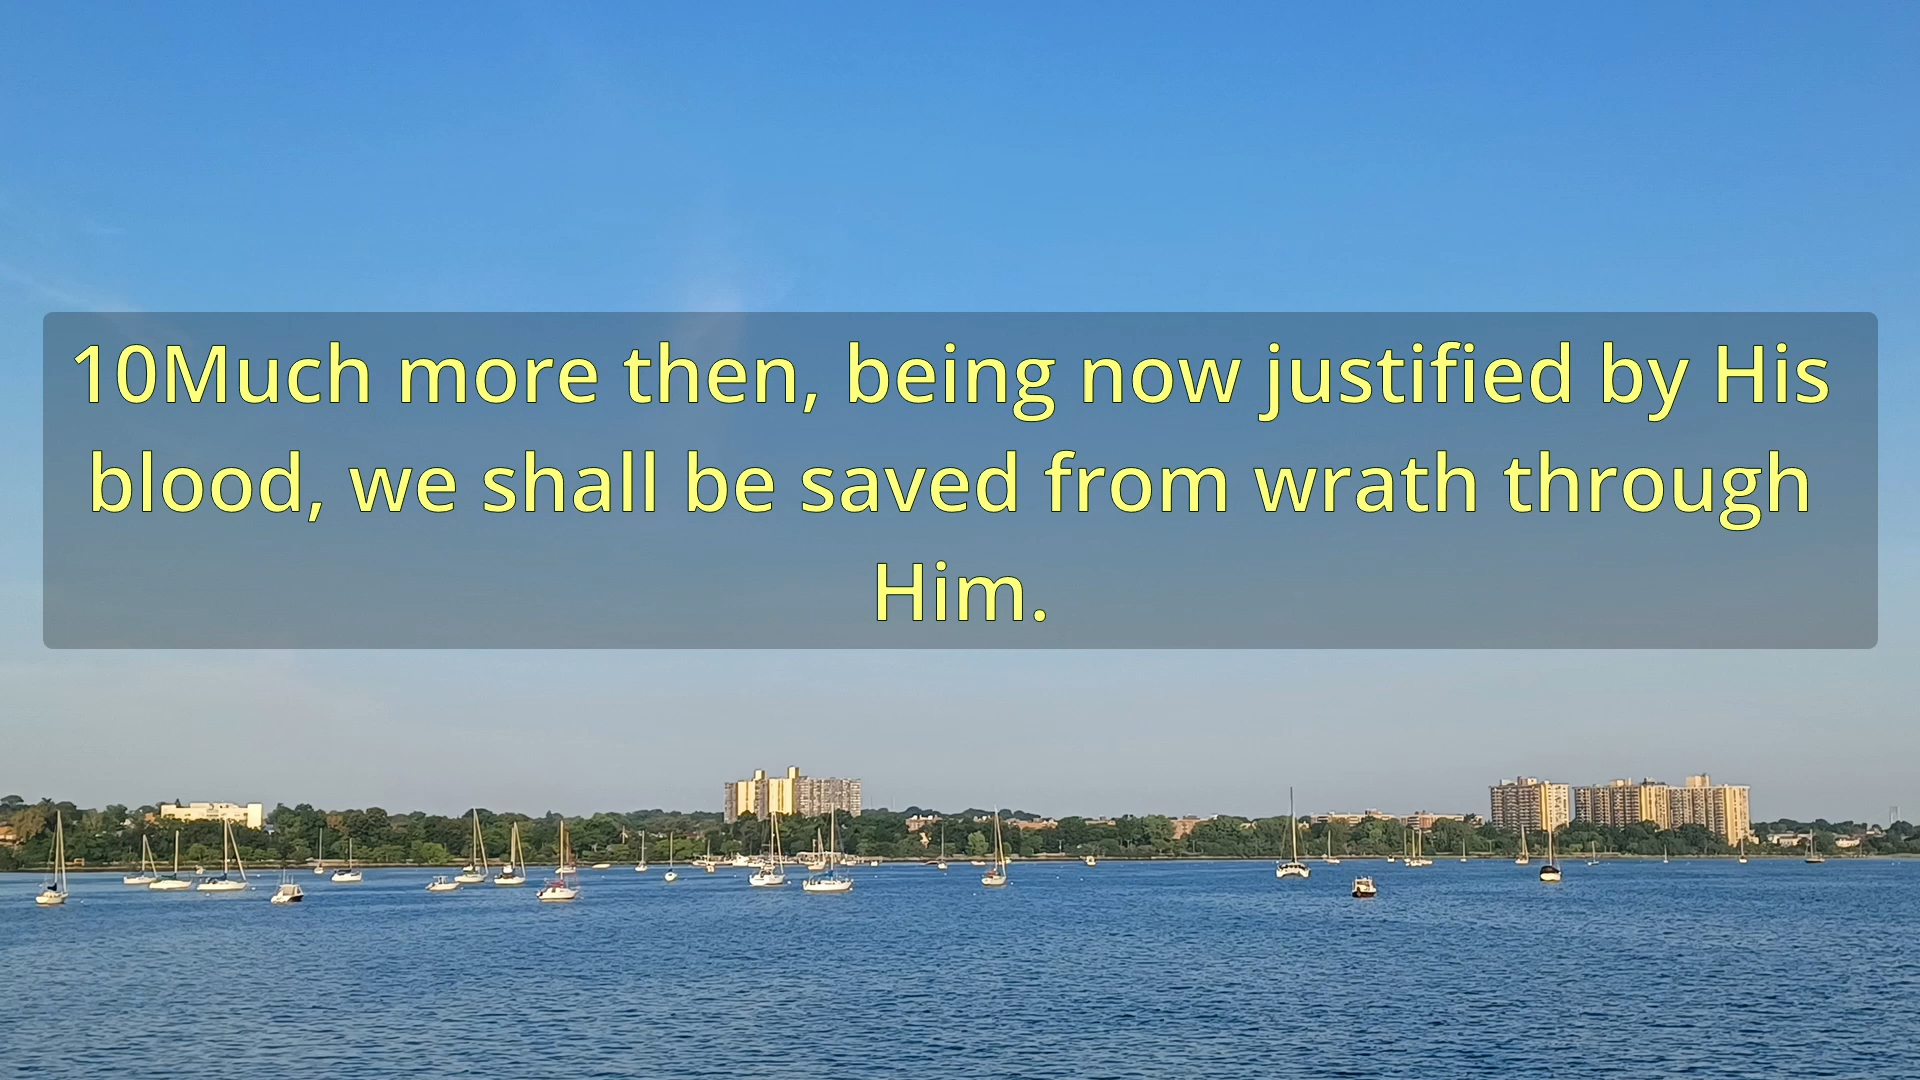 10Much more then, being now justified by His
blood, we shall be saved from wrath through
Him.